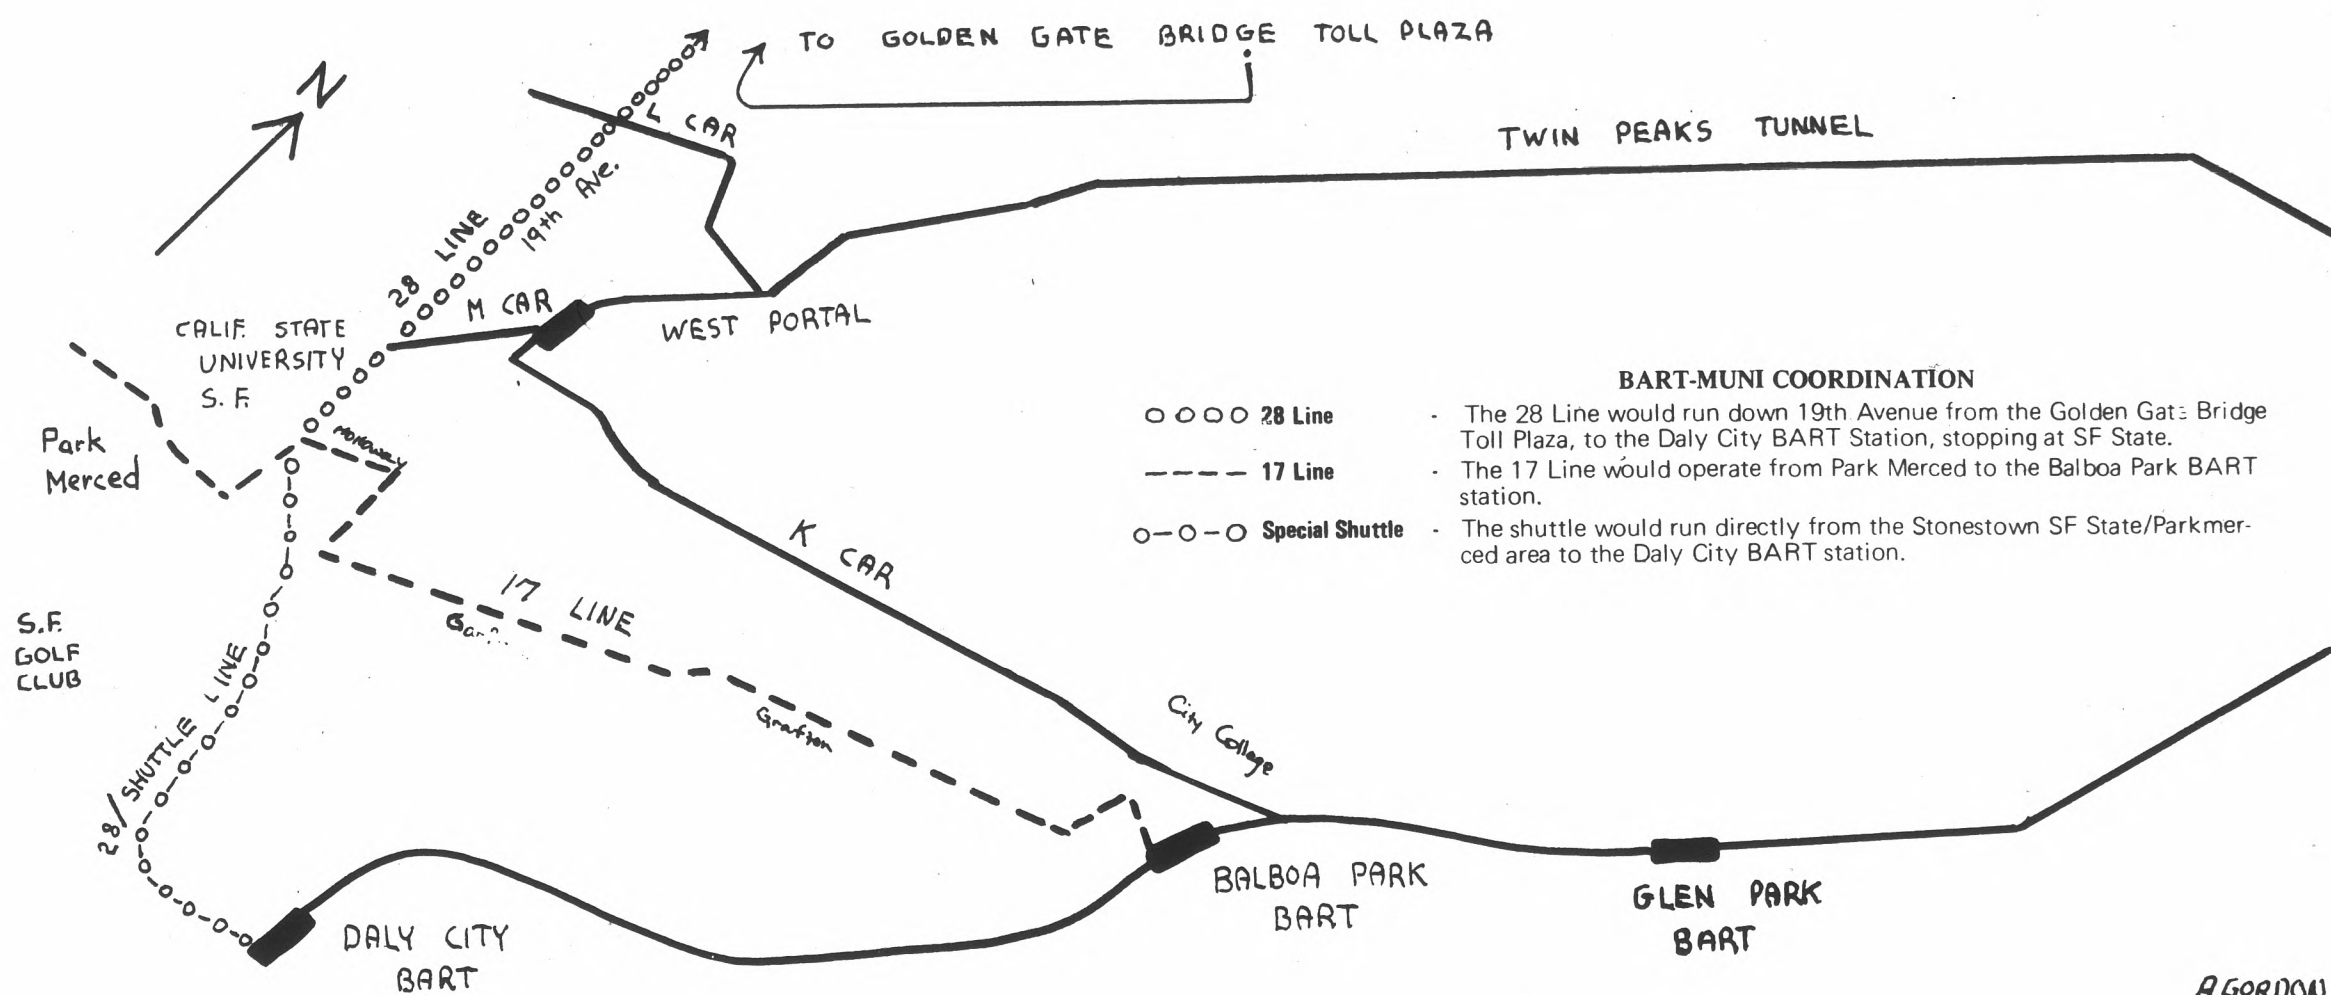 TO GOLDEN GATE BRIDGE TOLL PLAZA
N
L CAR
TWIN PEAKS TUNNEL
19th Ave.
28 LINE
M CAR
WEST PORTAL
CALIF. STATE
UNIVERSITY
S.F.
Park
Merced
BART-MUNI COORDINATION
28 Line - The 28 Line would run down 19th Avenue from the Golden Gate Bridge
Toll Plaza, to the Daly City BART Station, stopping at SF State.
17 Line - The 17 Line would operate from Park Merced to the Balboa Park BART
station.
Special Shuttle - The shuttle would run directly from the Stonestown SF State/Parkmer-
ced area to the Daly City BART station.
K CAR
17 LINE
S.F.
GOLF
CLUB
28/SHUTTLE LINE
Grafton
City College
BALBOA PARK
BART
GLEN PARK
BART
DALY CITY
BART
A GORDON